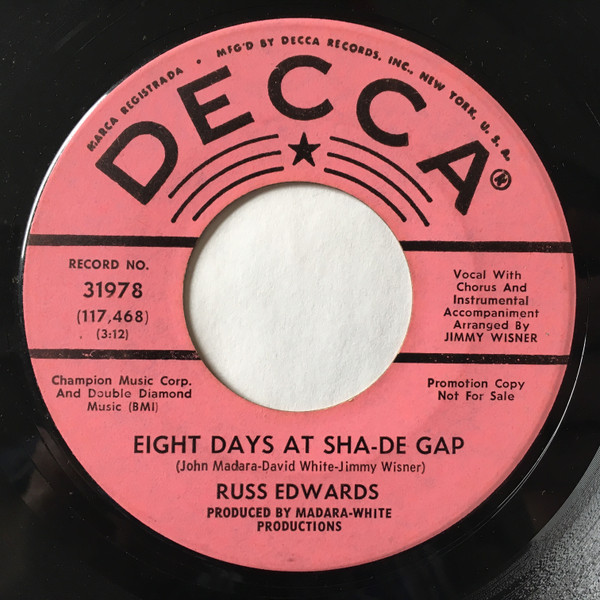 MARCA REGISTRADA • MFG'D BY DECCA RECORDS, INC., NEW YORK, U.S.A.
DECCA®
RECORD NO.
31978
(117,468)
(3:12)
Vocal With
Chorus And
Instrumental
Accompaniment
Arranged By
JIMMY WISNER
Champion Music Corp.
And Double Diamond
Music (BMI)
Promotion Copy
Not For Sale
EIGHT DAYS AT SHA-DE GAP
(John Madara-David White-Jimmy Wisner)
RUSS EDWARDS
PRODUCED BY MADARA-WHITE
PRODUCTIONS